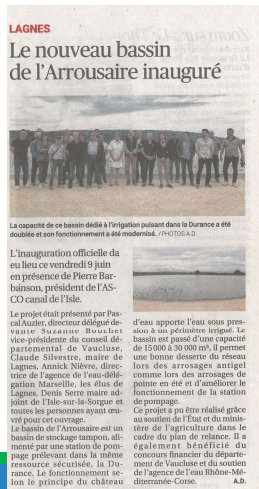 LAGNES
Le nouveau bassin
de l'Arrousaire inauguré
La capacité de ce bassin dédié à l'irrigation puisant dans la Durance a été
doublée et son fonctionnement a été modernisé. / PHOTOS A.D.
L'inauguration officielle a
eu lieu ce vendredi 9 juin
en présence de Pierre Bar-
banson, président de l'AS-
CO canal de l'Isle.
Le projet était présenté par Pas-
cal Auzier, directeur délégué de-
vant Suzanne Bouchet
vice-présidente du conseil dé-
partemental de Vaucluse,
Claude Silvestre, maire de
Lagnes, Annick Nièvre, direc-
trice de l'agence de l'eau-délé-
gation Marseille, les élus de
Lagnes, Denis Serre maire ad-
joint de l'Isle-sur-la-Sorgue et
toutes les personnes ayant œu-
vré pour cet ouvrage.
Le bassin de l'Arrousaire est un
bassin de stockage tampon, ali-
menté par une station de pom-
page prélevant dans la même
ressource sécurisée, la Du-
rance. Le fonctionnement se-
lon le principe du château
d'eau apporte l'eau sous pres-
sion à un périmètre irrigué. Le
bassin est passé d'une capacité
de 15 000 à 30 000 m³, il permet
une bonne desserte du réseau
lors des arrosages antigel
comme lors des arrosages de
pointe en été et d'améliorer le
fonctionnement de la station
de pompage.
Ce projet a pu être réalisé grâce
au soutien de l'État et du minis-
tère de l'agriculture dans le
cadre du plan de relance. Il a
également bénéficié du
concours financier du départe-
ment de Vaucluse et du soutien
de l'agence de l'eau Rhône-Mé-
diterranée-Corse.
A.D.